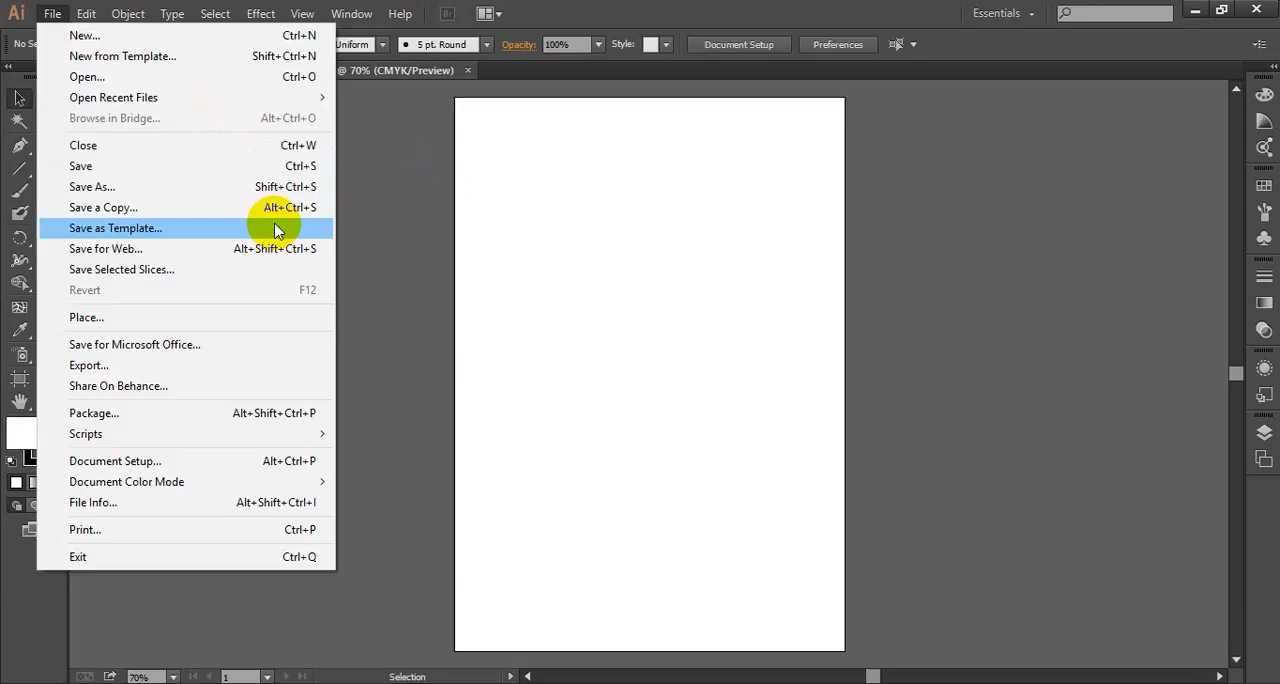 Ai File Edit Object Type Select Effect View Window Help Br Essentials
No Se Uniform 5 pt. Round Opacity: 100% Style: Document Setup Preferences
@ 70% (CMYK/Preview) ×
New... Ctrl+N
New from Template... Shift+Ctrl+N
Open... Ctrl+O
Open Recent Files
Browse in Bridge... Alt+Ctrl+O
Close Ctrl+W
Save Ctrl+S
Save As... Shift+Ctrl+S
Save a Copy... Alt+Ctrl+S
Save as Template...
Save for Web... Alt+Shift+Ctrl+S
Save Selected Slices...
Revert F12
Place...
Save for Microsoft Office...
Export...
Share On Behance...
Package... Alt+Shift+Ctrl+P
Scripts
Document Setup... Alt+Ctrl+P
Document Color Mode
File Info... Alt+Shift+Ctrl+I
Print... Ctrl+P
Exit Ctrl+Q
70% 1 Selection